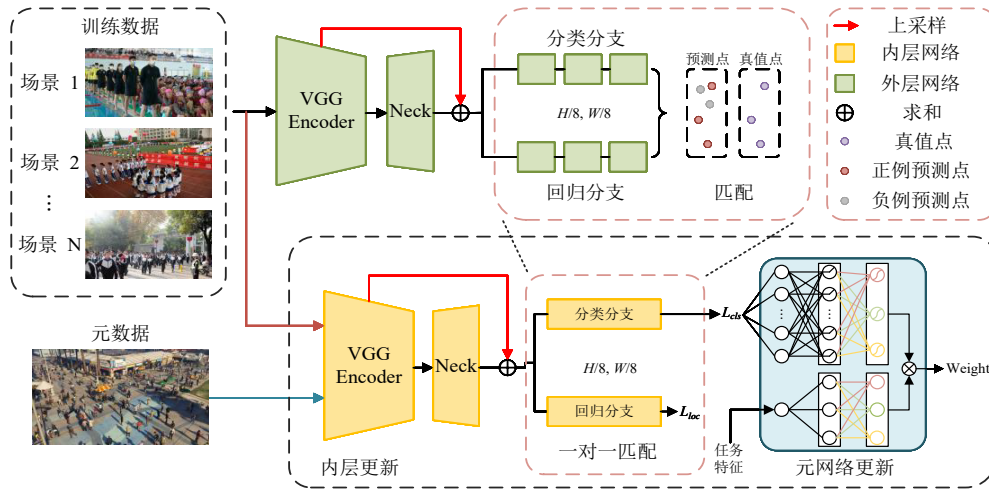 训练数据
场景 1
场景 2
⋮
场景 N
元数据
VGG
Encoder
Neck
分类分支
H/8, W/8
回归分支
预测点
真值点
匹配
上采样
内层网络
外层网络
求和
真值点
正例预测点
负例预测点
VGG
Encoder
Neck
分类分支
H/8, W/8
回归分支
L_cls
L_loc
一对一匹配
内层更新
任务
特征
Weight
元网络更新